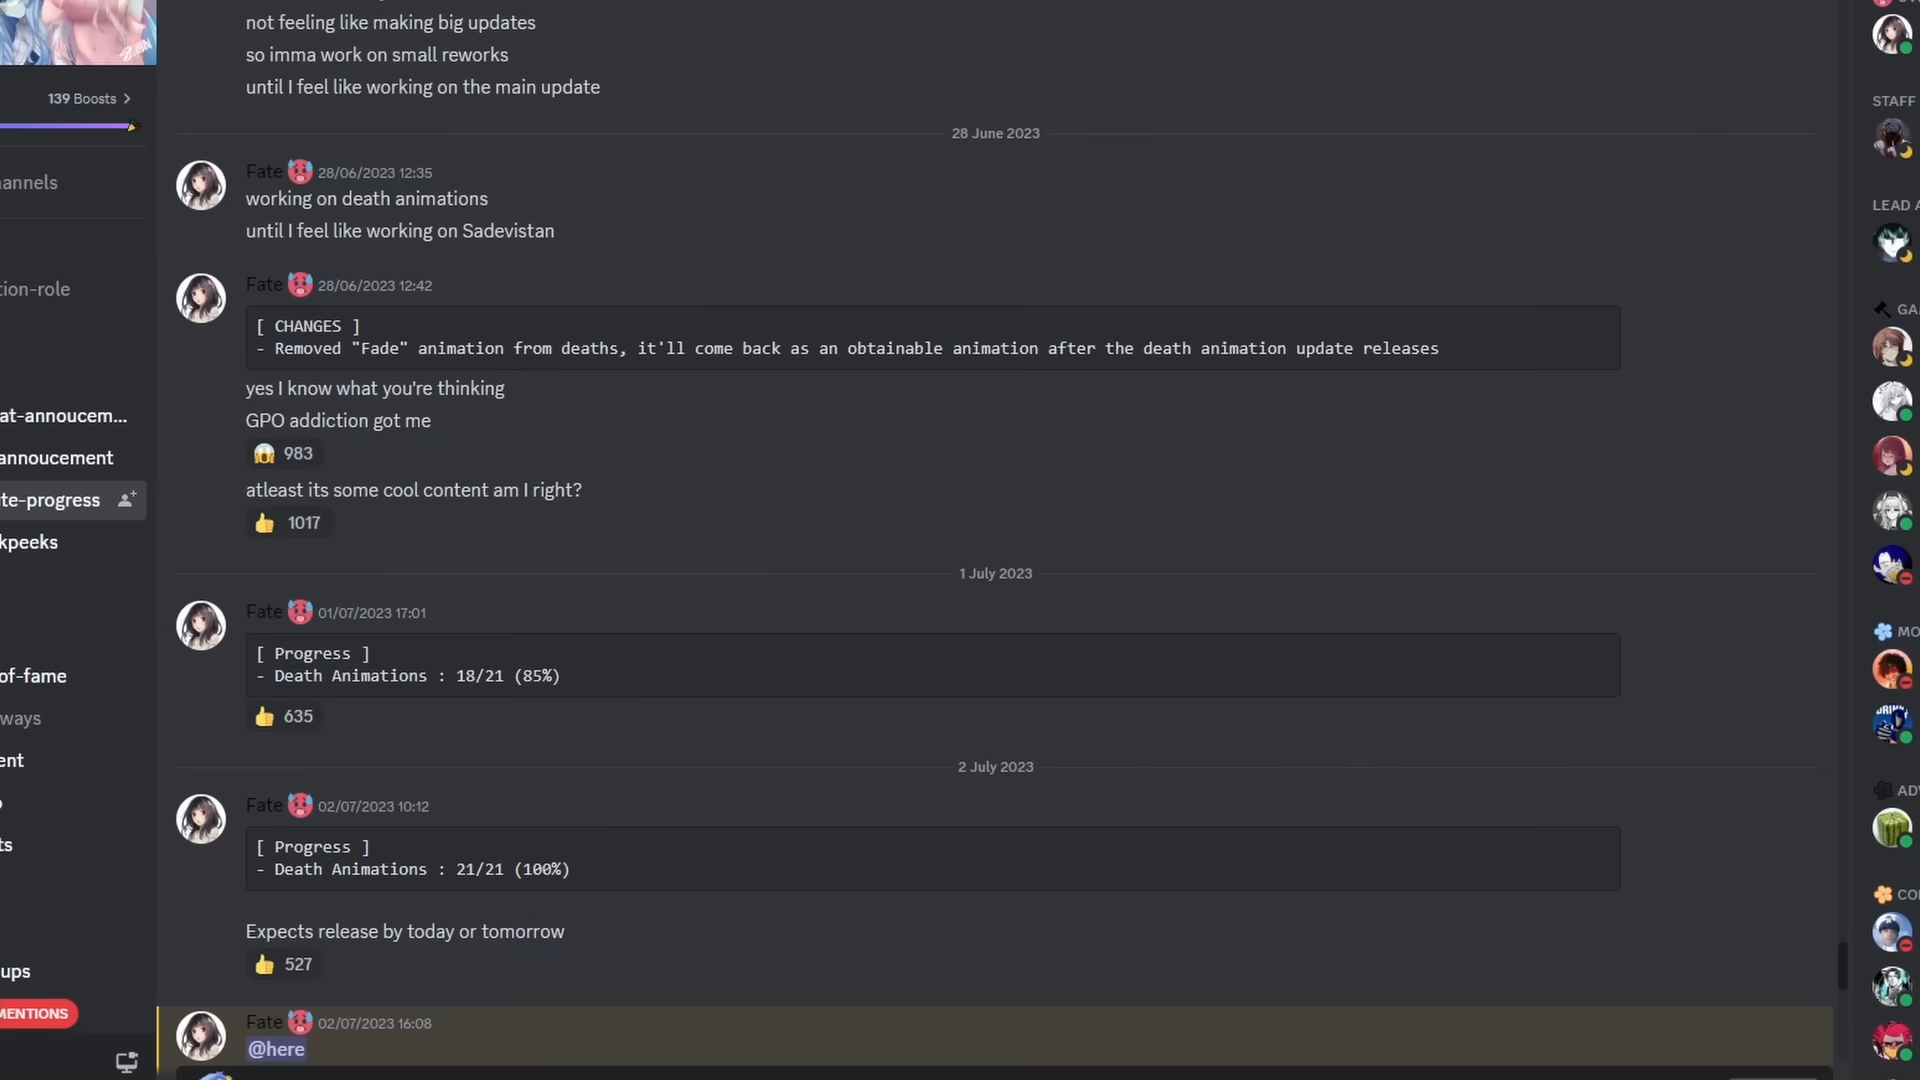 139 Boosts
annels
tion-role
at-annoucem...
annoucement
te-progress
kpeeks
of-fame
ways
ent
ts
ups
MENTIONS
not feeling like making big updates
so imma work on small reworks
until I feel like working on the main update
28 June 2023
Fate 28/06/2023 12:35
working on death animations
until I feel like working on Sadevistan
Fate 28/06/2023 12:42
[ CHANGES ]
- Removed "Fade" animation from deaths, it'll come back as an obtainable animation after the death animation update releases
yes I know what you're thinking
GPO addiction got me
983
atleast its some cool content am I right?
1017
1 July 2023
Fate 01/07/2023 17:01
[ Progress ]
- Death Animations : 18/21 (85%)
635
2 July 2023
Fate 02/07/2023 10:12
[ Progress ]
- Death Animations : 21/21 (100%)
Expects release by today or tomorrow
527
Fate 02/07/2023 16:08
@here
STAFF
LEAD A
GA
MO
ADV
CO